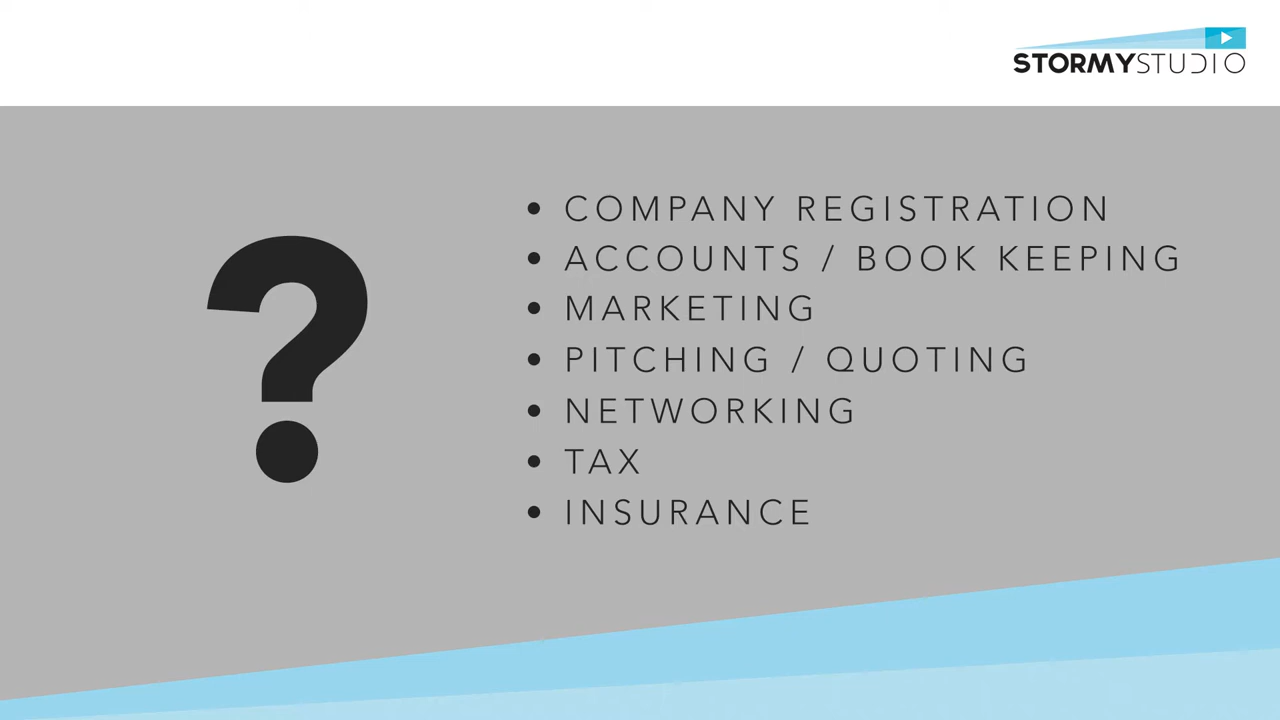 STORMYSTUDIO
?
• COMPANY REGISTRATION
• ACCOUNTS / BOOK KEEPING
• MARKETING
• PITCHING / QUOTING
• NETWORKING
• TAX
• INSURANCE